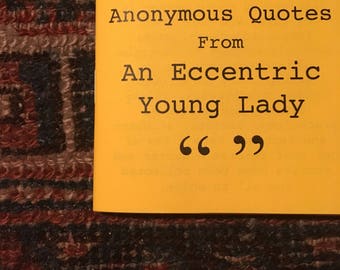 Anonymous Quotes
From
An Eccentric
Young Lady
“ ”